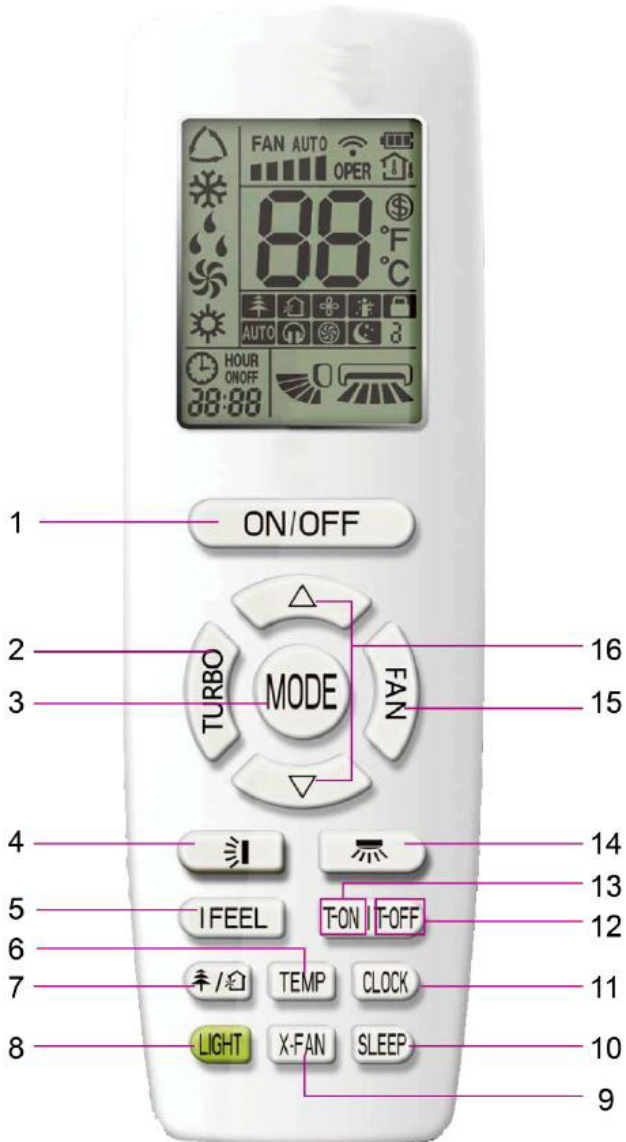 FAN AUTO
OPER
88
°F
°C
AUTO
HOUR
ONOFF
38:88
1 ON/OFF
2 TURBO
16
3 MODE
FAN 15
4 14
13
5 I FEEL T-ON T-OFF 12
6
7 / TEMP CLOCK 11
8 LIGHT X-FAN SLEEP 10
9